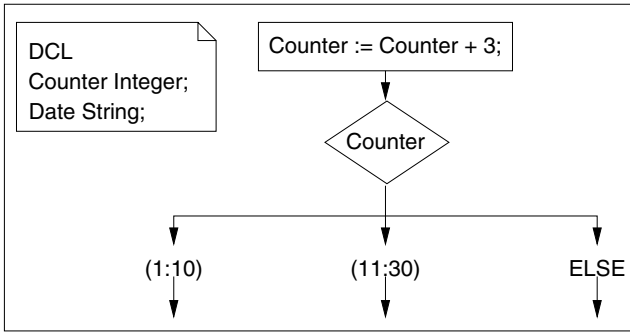 DCL
Counter Integer;
Date String;
Counter := Counter + 3;
Counter
(1:10)
(11:30)
ELSE